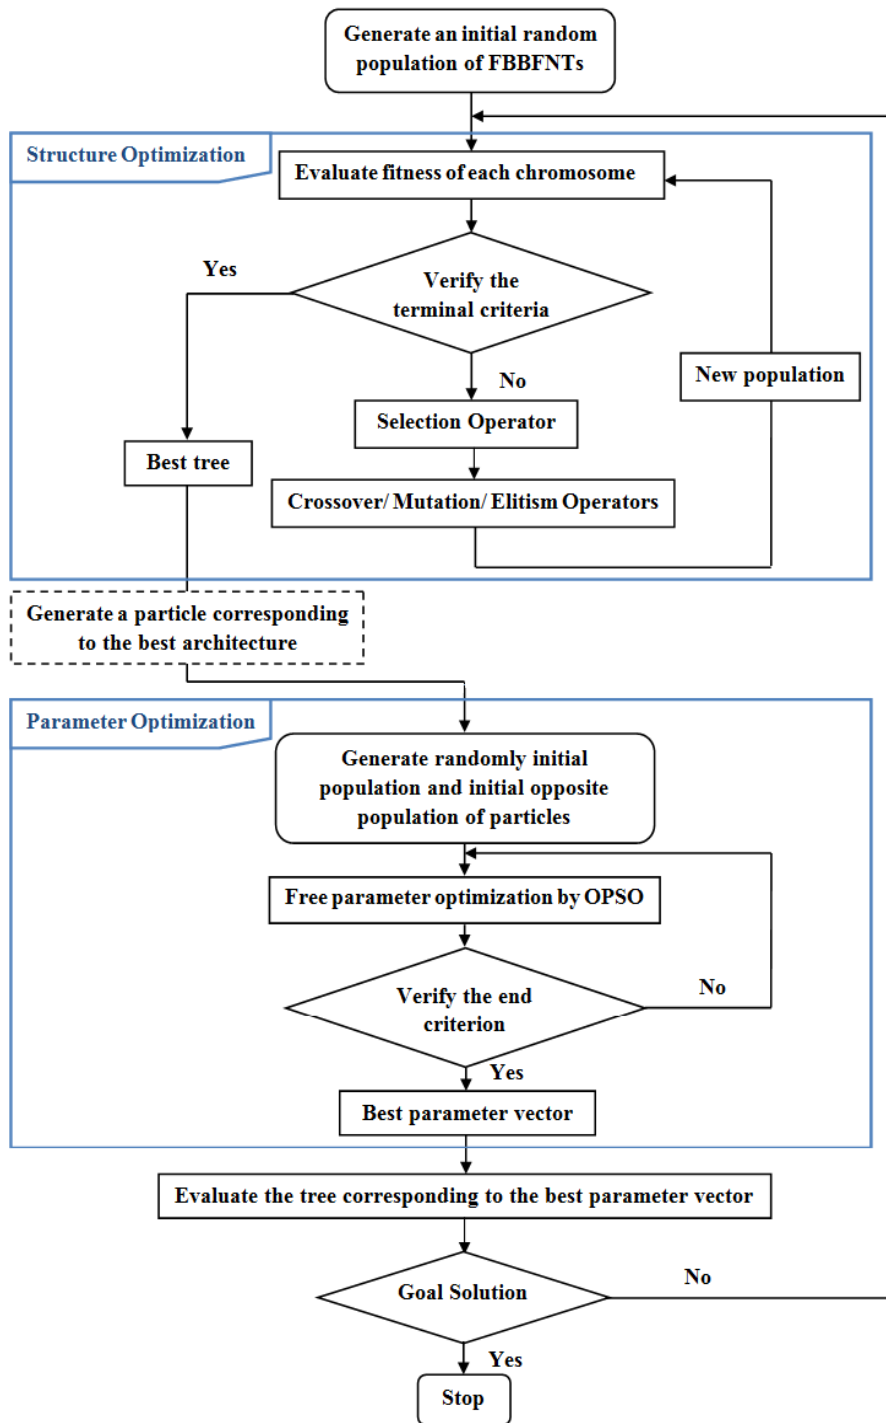 Generate an initial random
population of FBBFNTs
Structure Optimization
Evaluate fitness of each chromosome
Yes
Verify the
terminal criteria
New population
No
Selection Operator
Best tree
Crossover/ Mutation/ Elitism Operators
Generate a particle corresponding
to the best architecture
Parameter Optimization
Generate randomly initial
population and initial opposite
population of particles
Free parameter optimization by OPSO
Verify the end
criterion
No
Yes
Best parameter vector
Evaluate the tree corresponding to the best parameter vector
Goal Solution
No
Yes
Stop